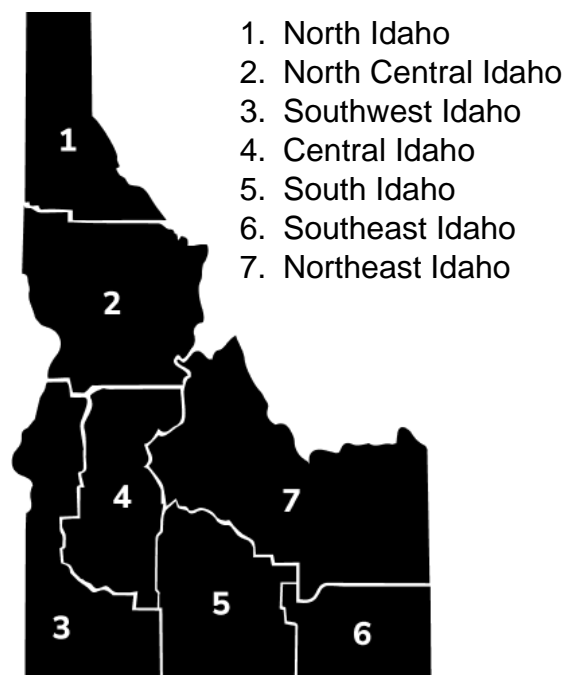 1. North Idaho
2. North Central Idaho
3. Southwest Idaho
4. Central Idaho
5. South Idaho
6. Southeast Idaho
7. Northeast Idaho
1
2
4
7
5
3
6